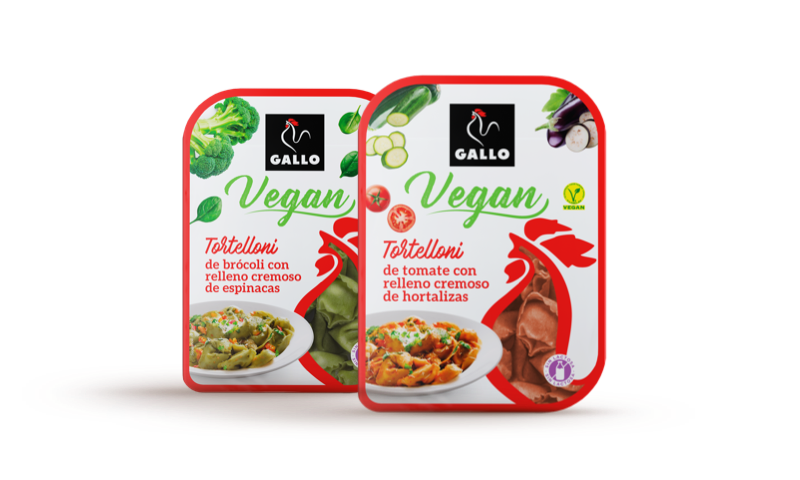 GALLO
Vegan
Tortelloni
de brócoli con
relleno cremoso
de espinacas
GALLO
Vegan
VEGAN
Tortelloni
de tomate con
relleno cremoso
de hortalizas